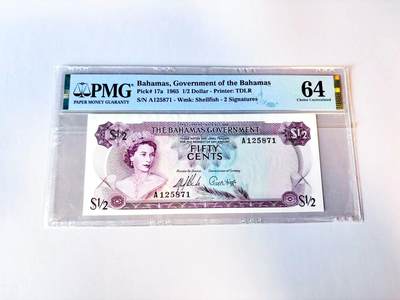 PMG
PAPER MONEY GUARANTY
Bahamas, Government of the Bahamas
Pick# 17a 1965 1/2 Dollar - Printer: TDLR
S/N A125871 - Wmk: Shellfish - 2 Signatures
64
Choice Uncirculated
$1/2
$1/2
THE BAHAMAS GOVERNMENT
FIFTY
CENTS
A125871
A125871
$1/2
$1/2